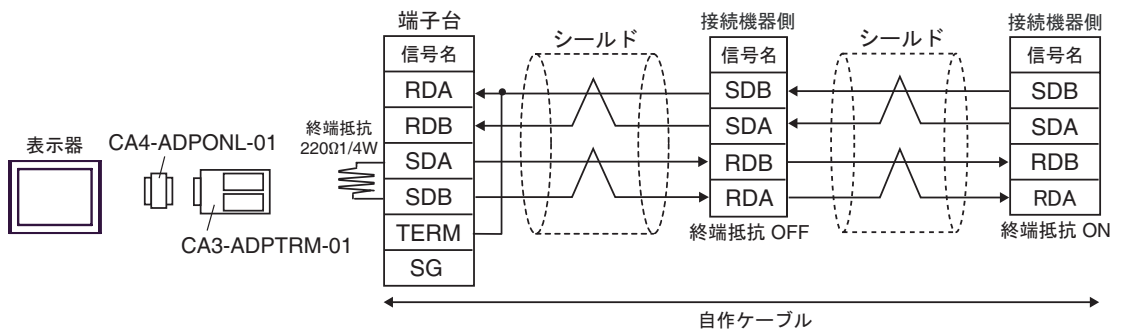 表示器
CA4-ADPONL-01
CA3-ADPTRM-01
終端抵抗
220Ω1/4W
端子台
信号名
RDA
RDB
SDA
SDB
TERM
SG
シールド
接続機器側
信号名
SDB
SDA
RDB
RDA
終端抵抗 OFF
シールド
接続機器側
信号名
SDB
SDA
RDB
RDA
終端抵抗 ON
自作ケーブル